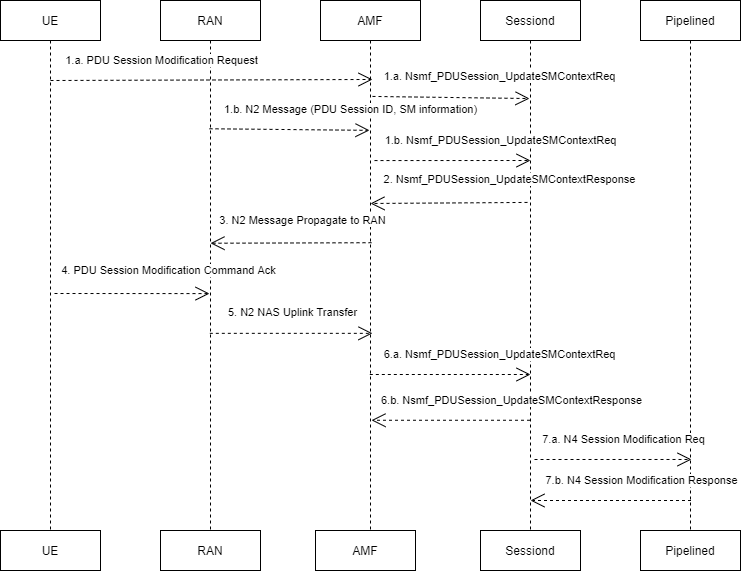 UE
RAN
AMF
Sessiond
Pipelined
1.a. PDU Session Modification Request
1.a. Nsmf_PDUSession_UpdateSMContextReq
1.b. N2 Message (PDU Session ID, SM information)
1.b. Nsmf_PDUSession_UpdateSMContextReq
2. Nsmf_PDUSession_UpdateSMContextResponse
3. N2 Message Propagate to RAN
4. PDU Session Modification Command Ack
5. N2 NAS Uplink Transfer
6.a. Nsmf_PDUSession_UpdateSMContextReq
6.b. Nsmf_PDUSession_UpdateSMContextResponse
7.a. N4 Session Modification Req
7.b. N4 Session Modification Response
UE
RAN
AMF
Sessiond
Pipelined